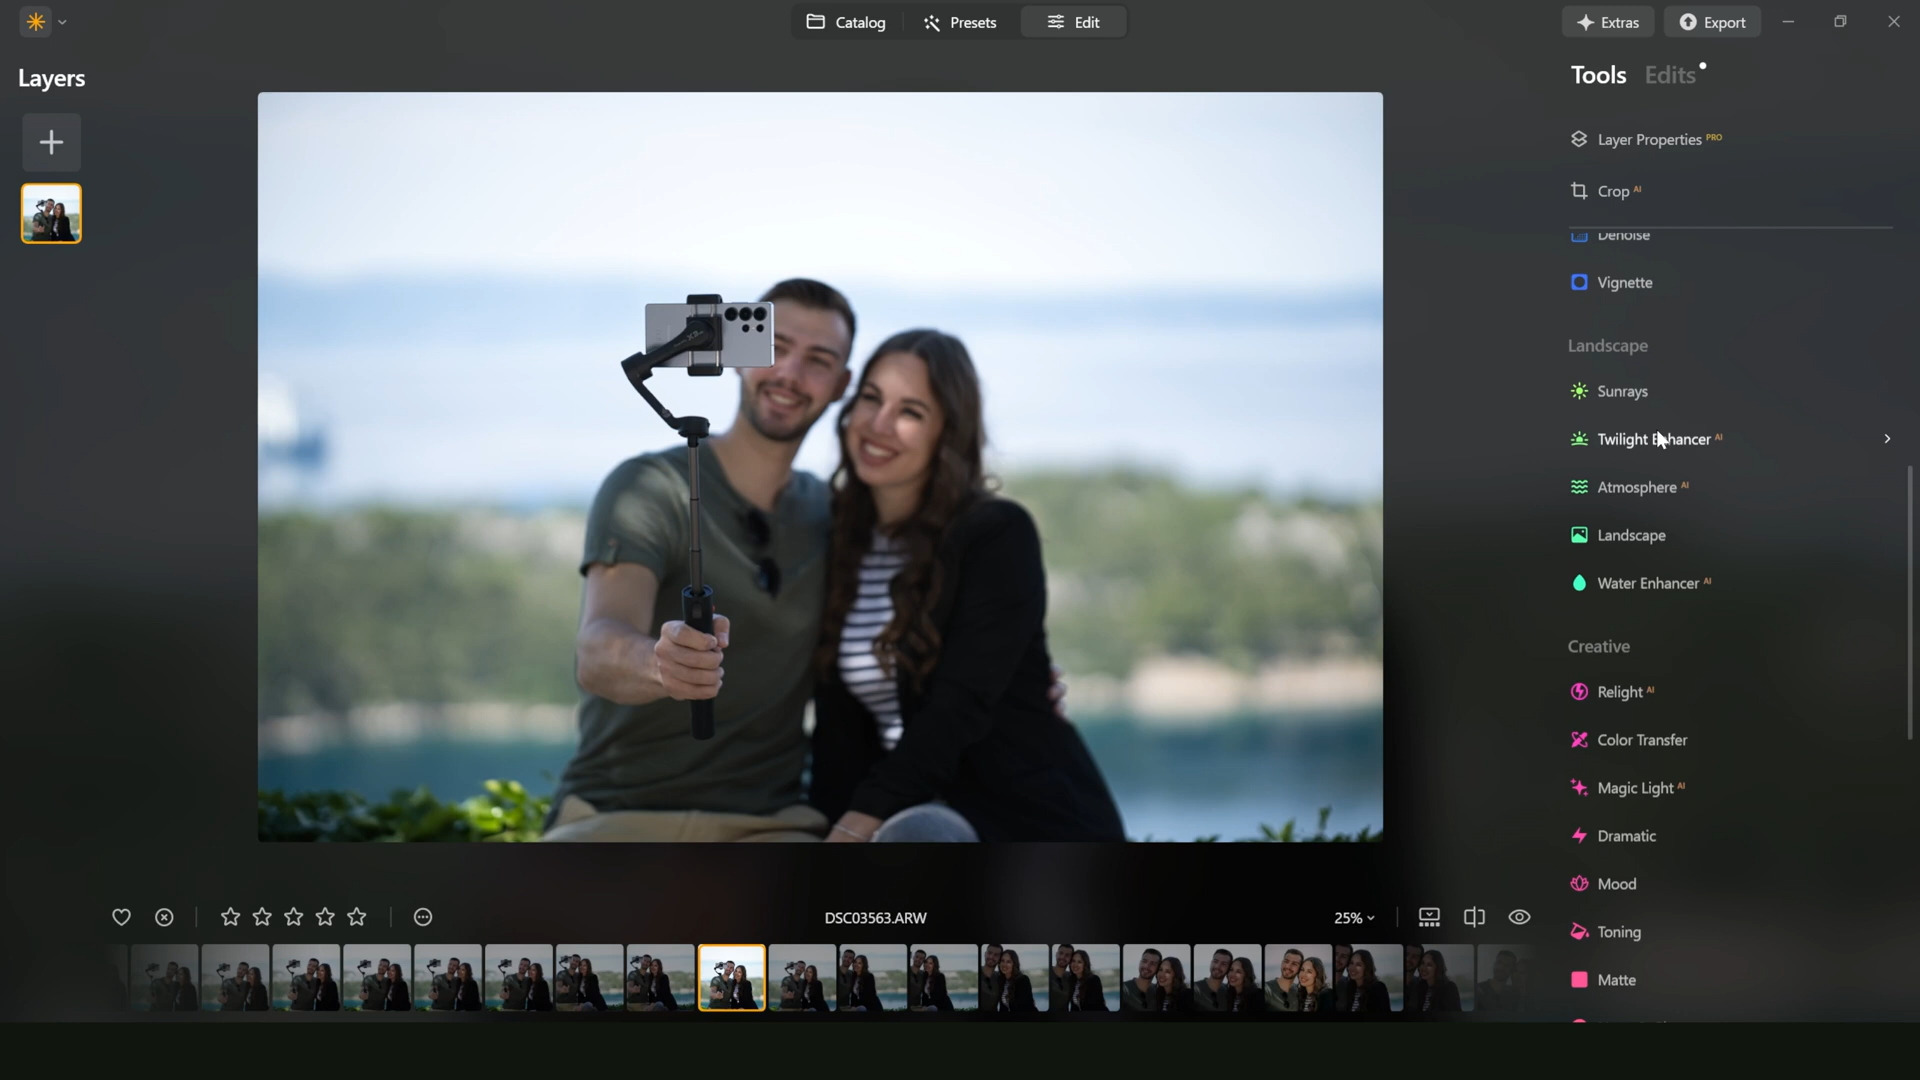 Catalog
Presets
Edit
Extras
Export
Layers
Tools Edits
Layer Properties PRO
Crop AI
Denoise
Vignette
Landscape
Sunrays
Twilight Enhancer AI
Atmosphere AI
Landscape
Water Enhancer AI
Creative
Relight AI
Color Transfer
Magic Light AI
Dramatic
Mood
Toning
Matte
DSC03563.ARW
25%